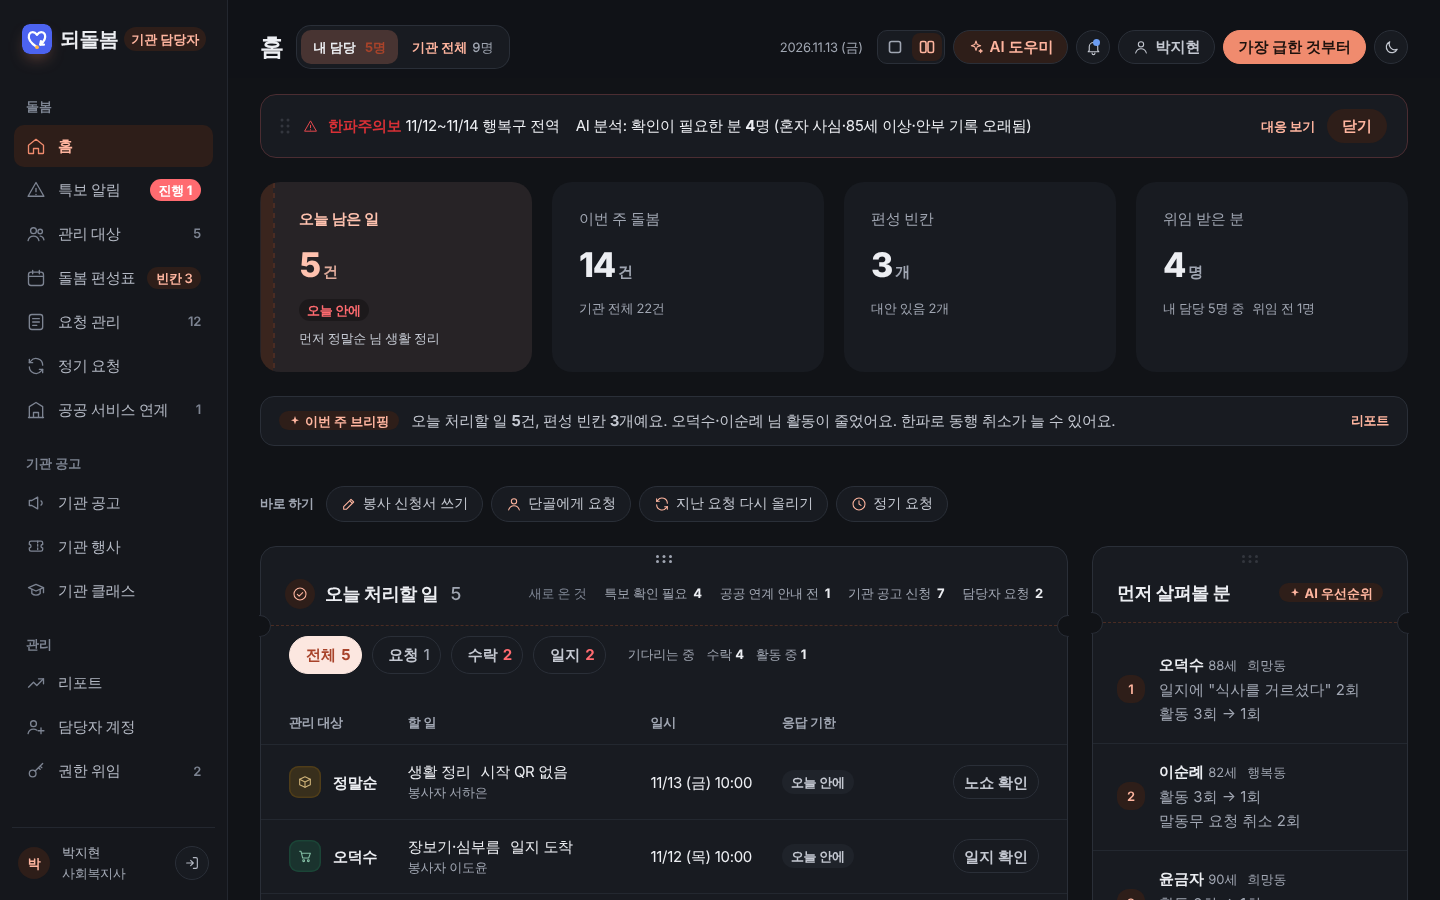 되돌봄 기관 담당자
돌봄
홈
특보 알림 진행 1
관리 대상 5
돌봄 편성표 빈칸 3
요청 관리 12
정기 요청
공공 서비스 연계 1
기관 공고
기관 공고
기관 행사
기관 클래스
관리
리포트
담당자 계정
권한 위임 2
박 박지현
사회복지사
홈 내 담당 5명 기관 전체 9명
2026.11.13 (금) AI 도우미 박지현 가장 급한 것부터
한파주의보 11/12~11/14 행복구 전역 AI 분석: 확인이 필요한 분 4명 (혼자 사심·85세 이상·안부 기록 오래됨) 대응 보기 닫기
오늘 남은 일
5건
오늘 안에
먼저 정말순 님 생활 정리
이번 주 돌봄
14건
기관 전체 22건
편성 빈칸
3개
대안 있음 2개
위임 받은 분
4명
내 담당 5명 중 위임 전 1명
이번 주 브리핑 오늘 처리할 일 5건, 편성 빈칸 3개예요. 오덕수·이순례 님 활동이 줄었어요. 한파로 동행 취소가 늘 수 있어요. 리포트
바로 하기 봉사 신청서 쓰기 단골에게 요청 지난 요청 다시 올리기 정기 요청
오늘 처리할 일 5 새로 온 것 특보 확인 필요 4 공공 연계 안내 전 1 기관 공고 신청 7 담당자 요청 2
전체 5 요청 1 수락 2 일지 2 기다리는 중 수락 4 활동 중 1
관리 대상 할 일 일시 응답 기한
정말순 생활 정리 시작 QR 없음 11/13 (금) 10:00 오늘 안에 노쇼 확인
봉사자 서하은
오덕수 장보기·심부름 일지 도착 11/12 (목) 10:00 오늘 안에 일지 확인
봉사자 이도윤
먼저 살펴볼 분 AI 우선순위
1 오덕수 88세 희망동
일지에 "식사를 거르셨다" 2회
활동 3회 → 1회
2 이순례 82세 행복동
활동 3회 → 1회
말동무 요청 취소 2회
윤금자 90세 희망동